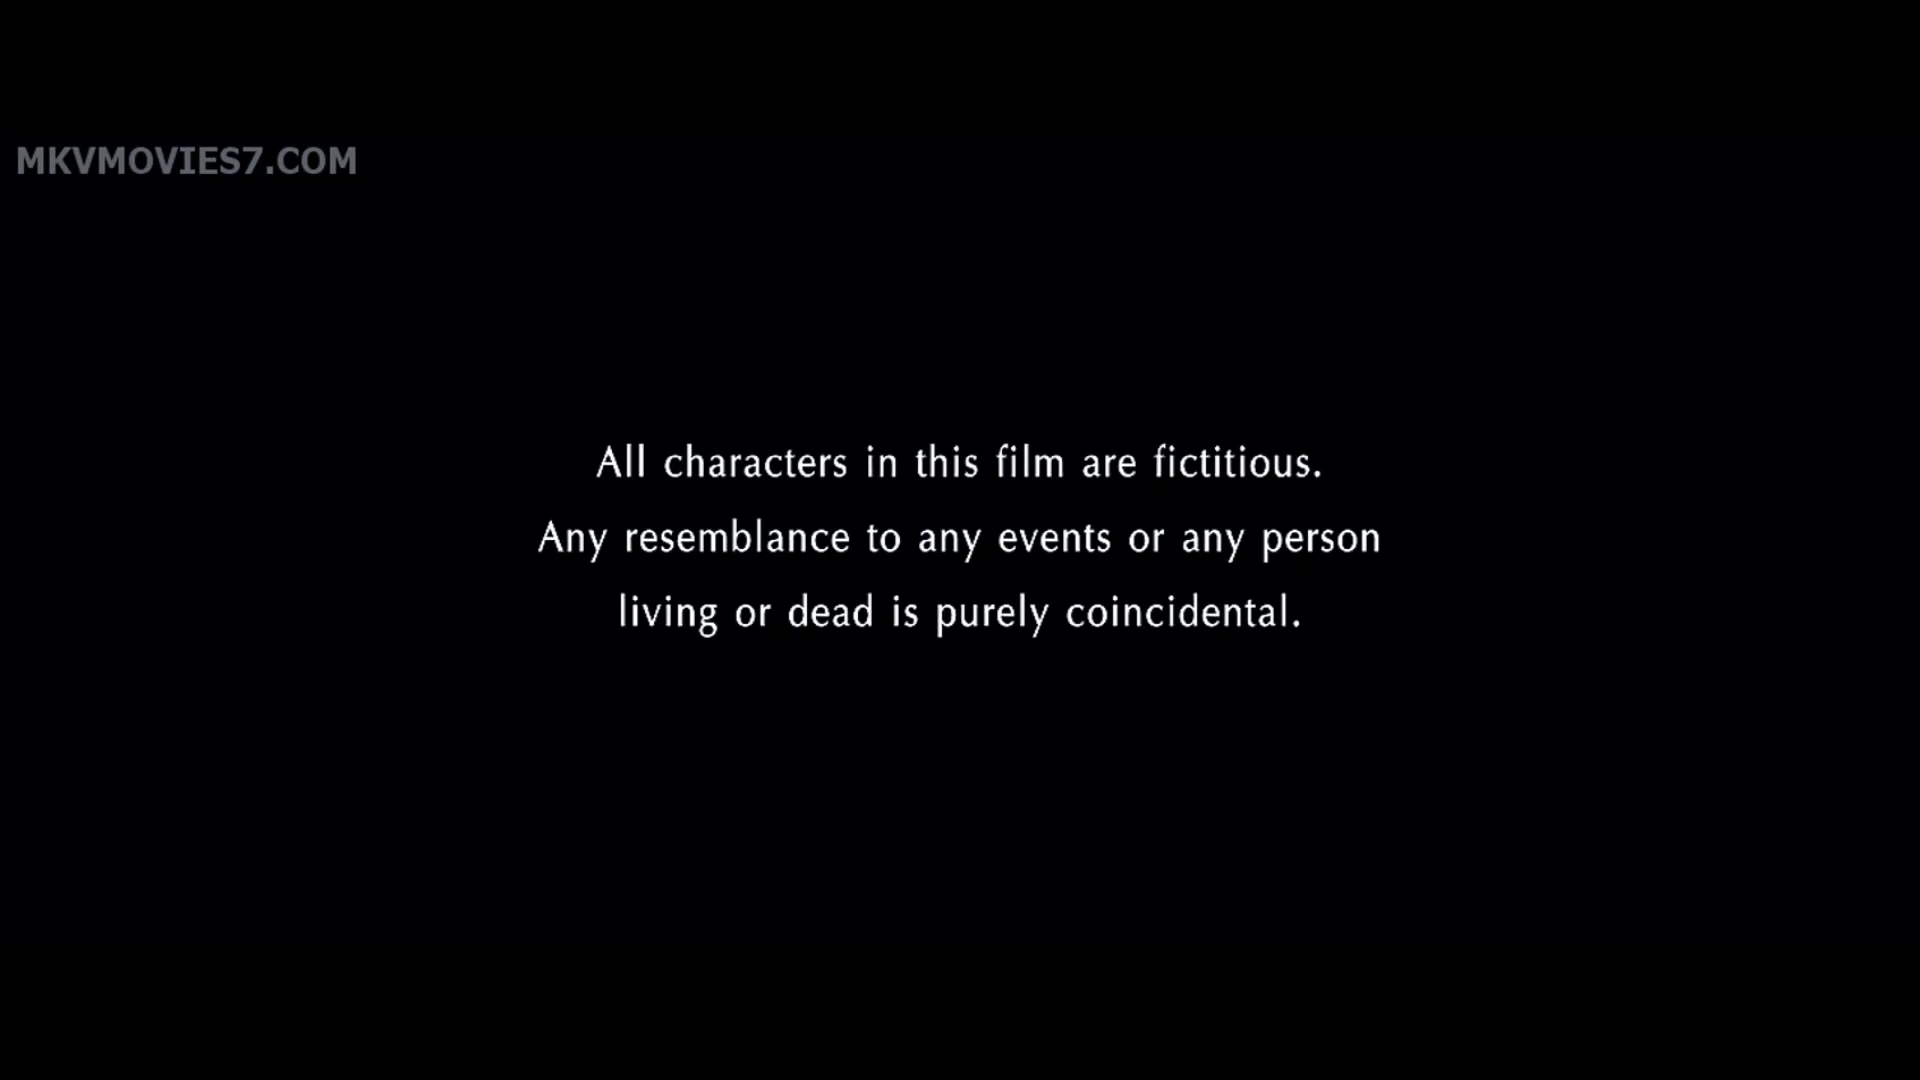 MKVMOVIES7.COM
All characters in this film are fictitious.
Any resemblance to any events or any person
living or dead is purely coincidental.